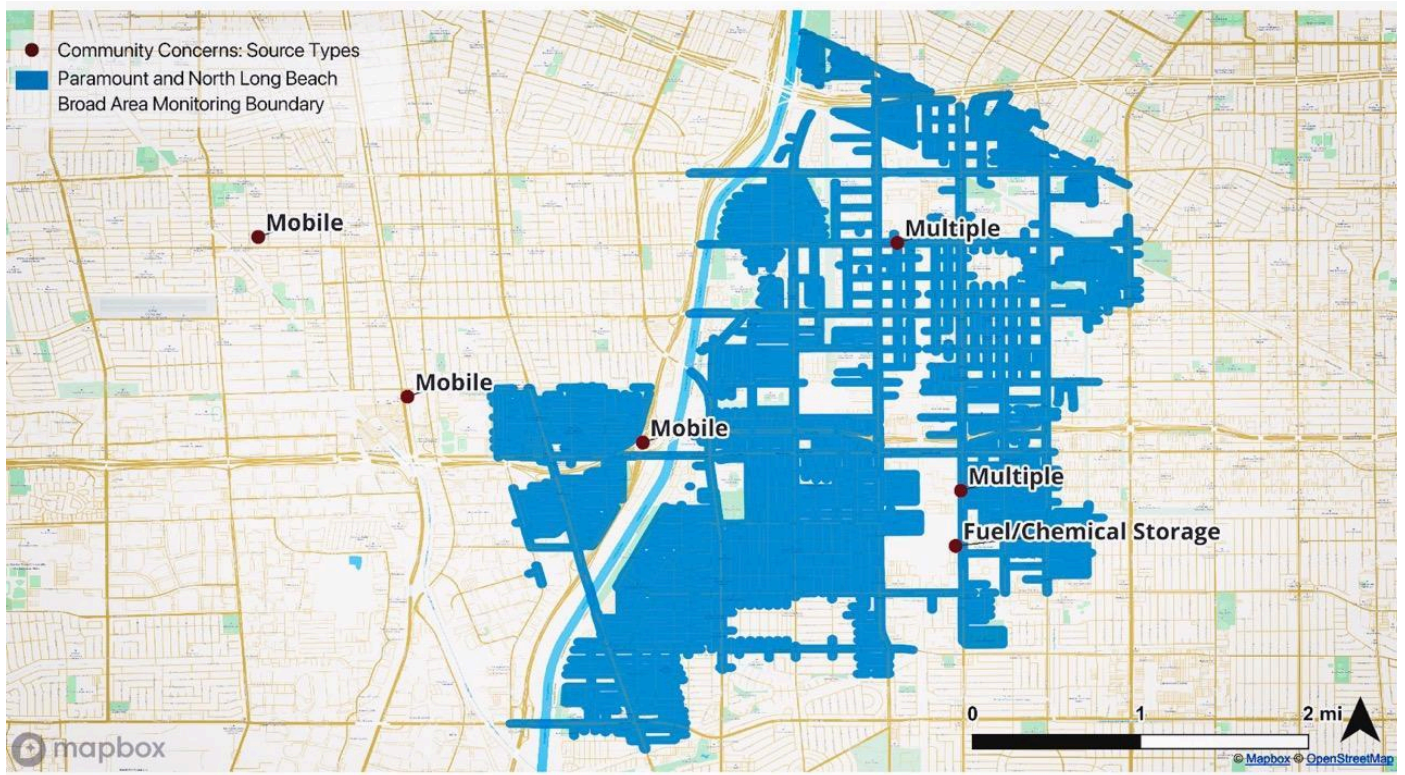 Community Concerns: Source Types
Paramount and North Long Beach
Broad Area Monitoring Boundary
Mobile
Multiple
Mobile
Mobile
Multiple
Fuel/Chemical Storage
0 1 2 mi
mapbox
© Mapbox © OpenStreetMap